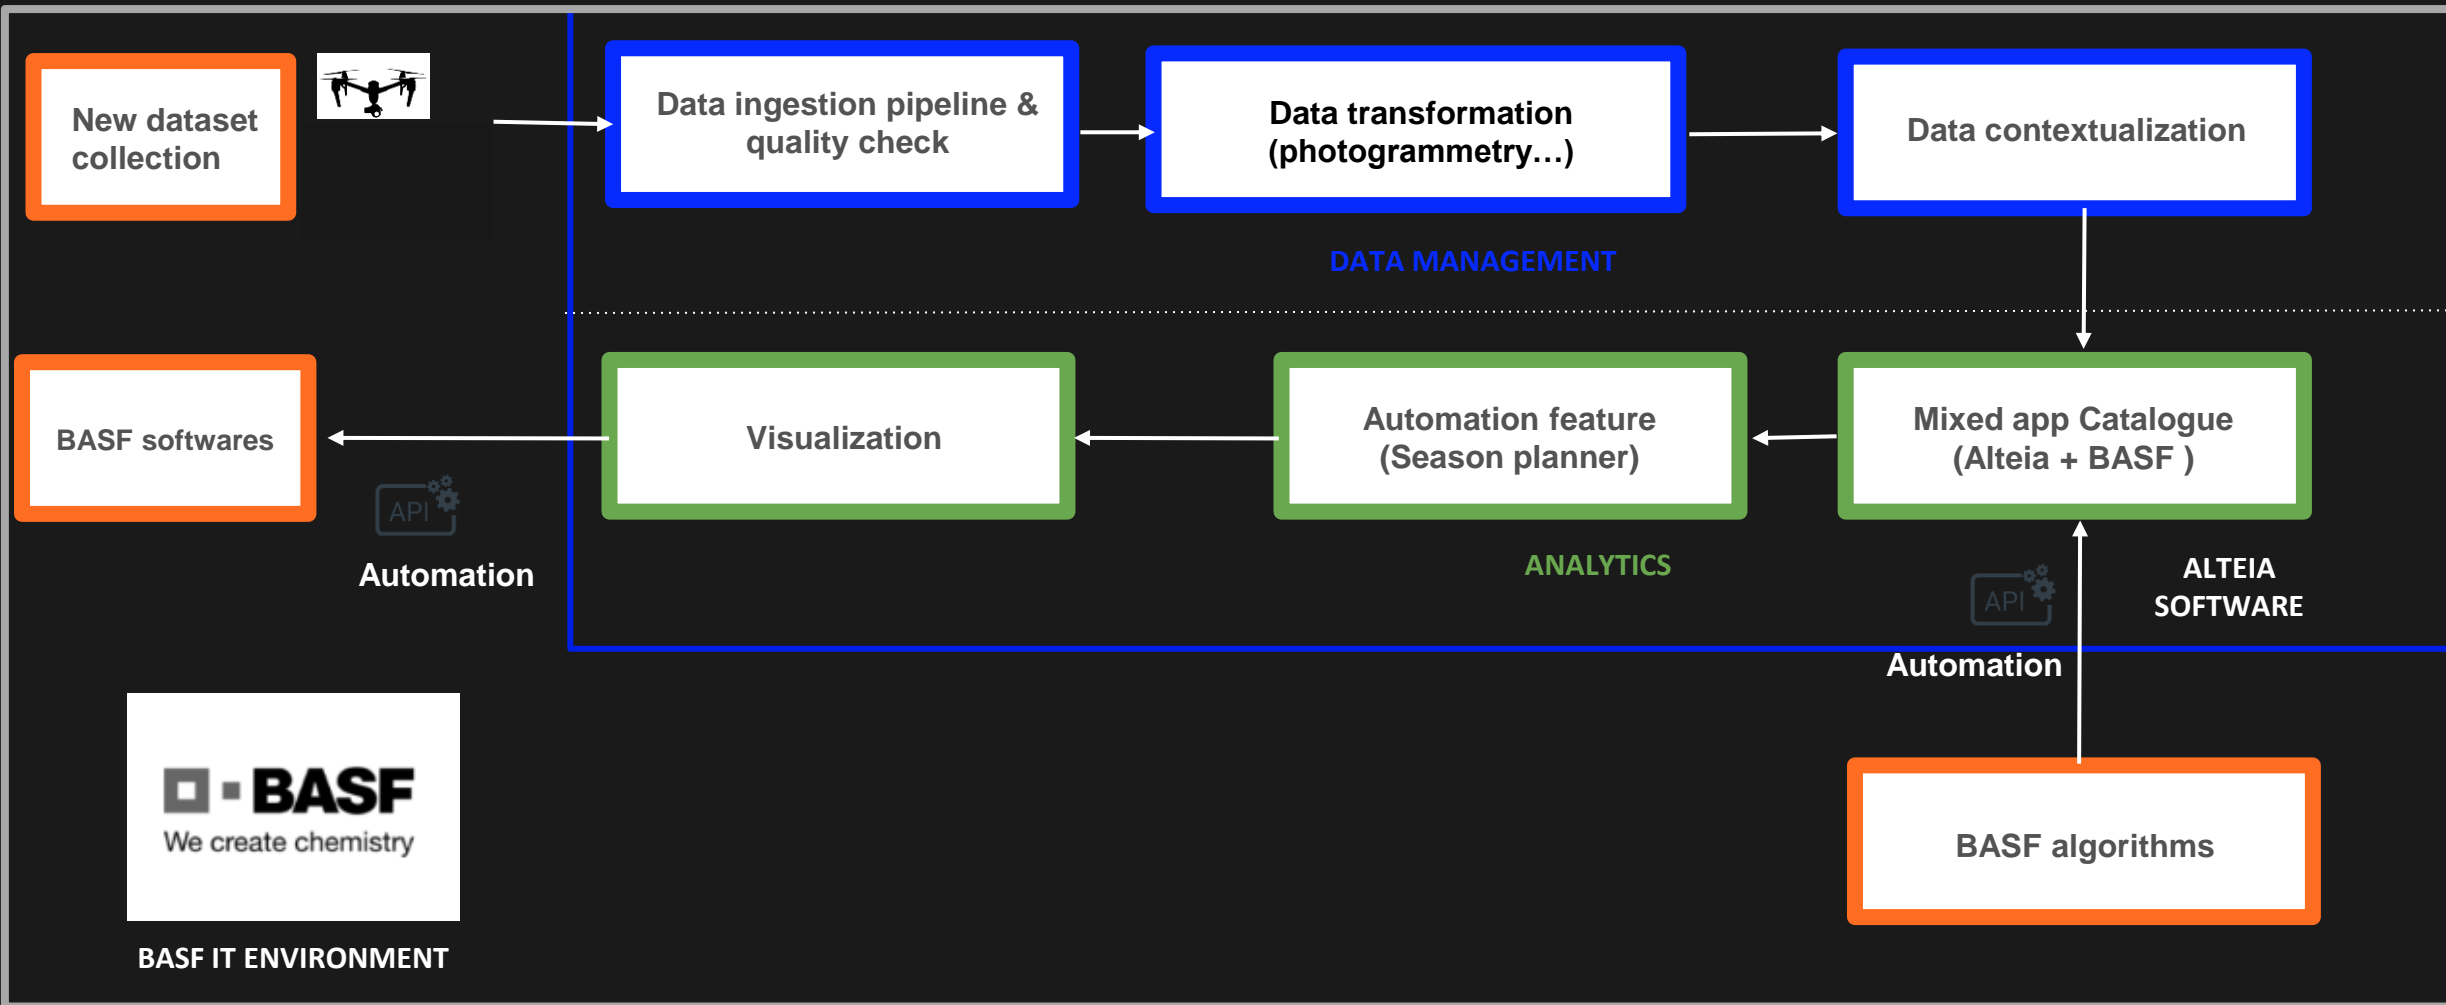 New dataset
collection
Data ingestion pipeline &
quality check
Data transformation
(photogrammetry...)
Data contextualization
DATA MANAGEMENT
BASF softwares
Visualization
Automation feature
(Season planner)
Mixed app Catalogue
(Alteia + BASF )
API
Automation
ANALYTICS
API
ALTEIA
SOFTWARE
Automation
BASF
We create chemistry
BASF algorithms
BASF IT ENVIRONMENT